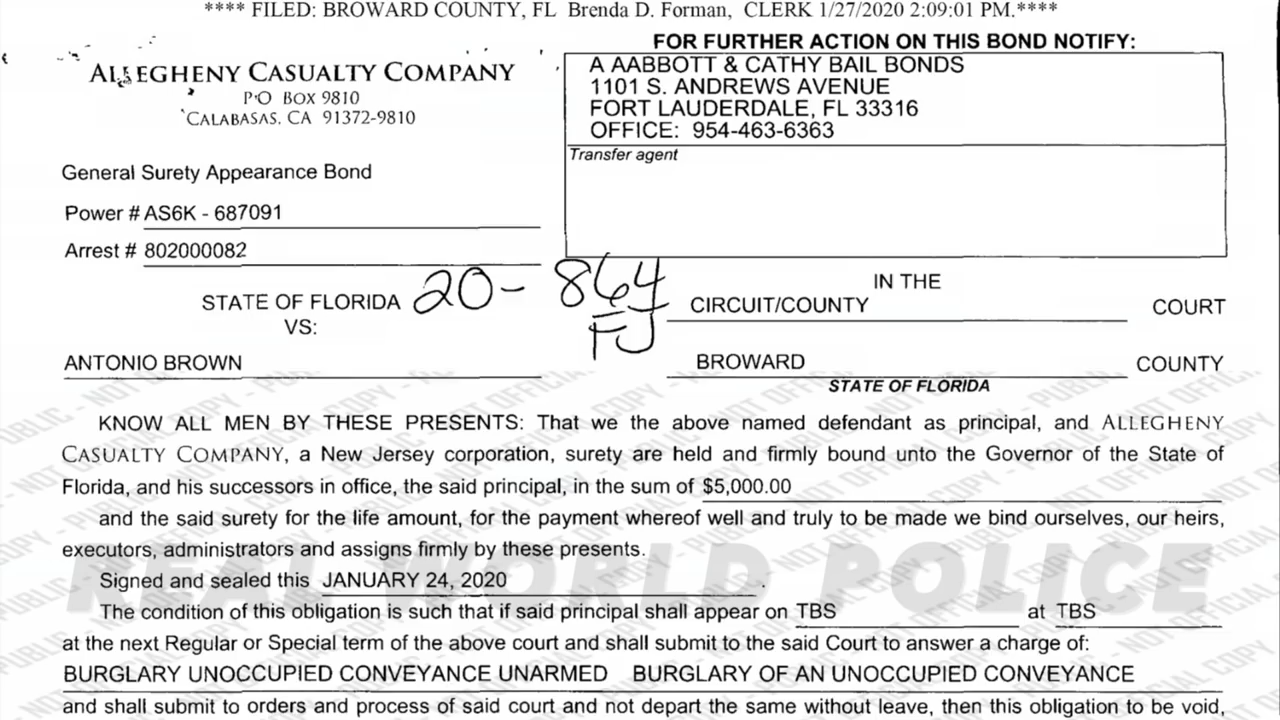 **** FILED: BROWARD COUNTY, FL Brenda D. Forman, CLERK 1/27/2020 2:09:01 PM.****
FOR FURTHER ACTION ON THIS BOND NOTIFY:
ALLEGHENY CASUALTY COMPANY
PO BOX 9810
CALABASAS, CA 91372-9810
A AABBOTT & CATHY BAIL BONDS
1101 S. ANDREWS AVENUE
FORT LAUDERDALE, FL 33316
OFFICE: 954-463-6363
Transfer agent
General Surety Appearance Bond
Power # AS6K - 687091
Arrest # 802000082
20- 864
FJ
STATE OF FLORIDA
VS:
ANTONIO BROWN
IN THE
CIRCUIT/COUNTY COURT
BROWARD COUNTY
STATE OF FLORIDA
KNOW ALL MEN BY THESE PRESENTS: That we the above named defendant as principal, and ALLEGHENY
CASUALTY COMPANY, a New Jersey corporation, surety are held and firmly bound unto the Governor of the State of
Florida, and his successors in office, the said principal, in the sum of $5,000.00
and the said surety for the life amount, for the payment whereof well and truly to be made we bind ourselves, our heirs,
executors, administrators and assigns firmly by these presents.
Signed and sealed this JANUARY 24, 2020 .
The condition of this obligation is such that if said principal shall appear on TBS at TBS
at the next Regular or Special term of the above court and shall submit to the said Court to answer a charge of:
BURGLARY UNOCCUPIED CONVEYANCE UNARMED BURGLARY OF AN UNOCCUPIED CONVEYANCE
and shall submit to orders and process of said court and not depart the same without leave, then this obligation to be void,
REAL WORLD POLICE